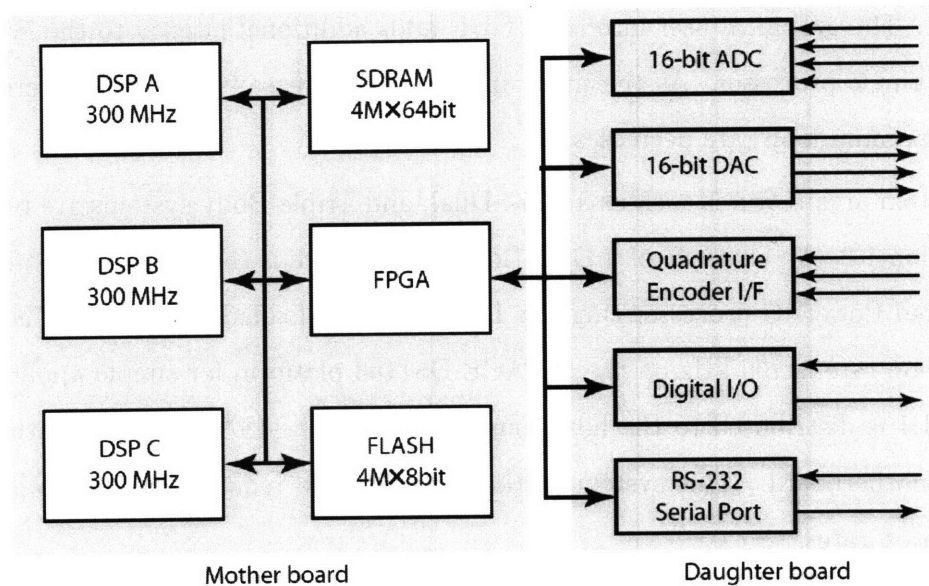 DSP A
300 MHz
SDRAM
4M×64bit
16-bit ADC
16-bit DAC
DSP B
300 MHz
FPGA
Quadrature
Encoder I/F
Digital I/O
DSP C
300 MHz
FLASH
4M×8bit
RS-232
Serial Port
Mother board
Daughter board